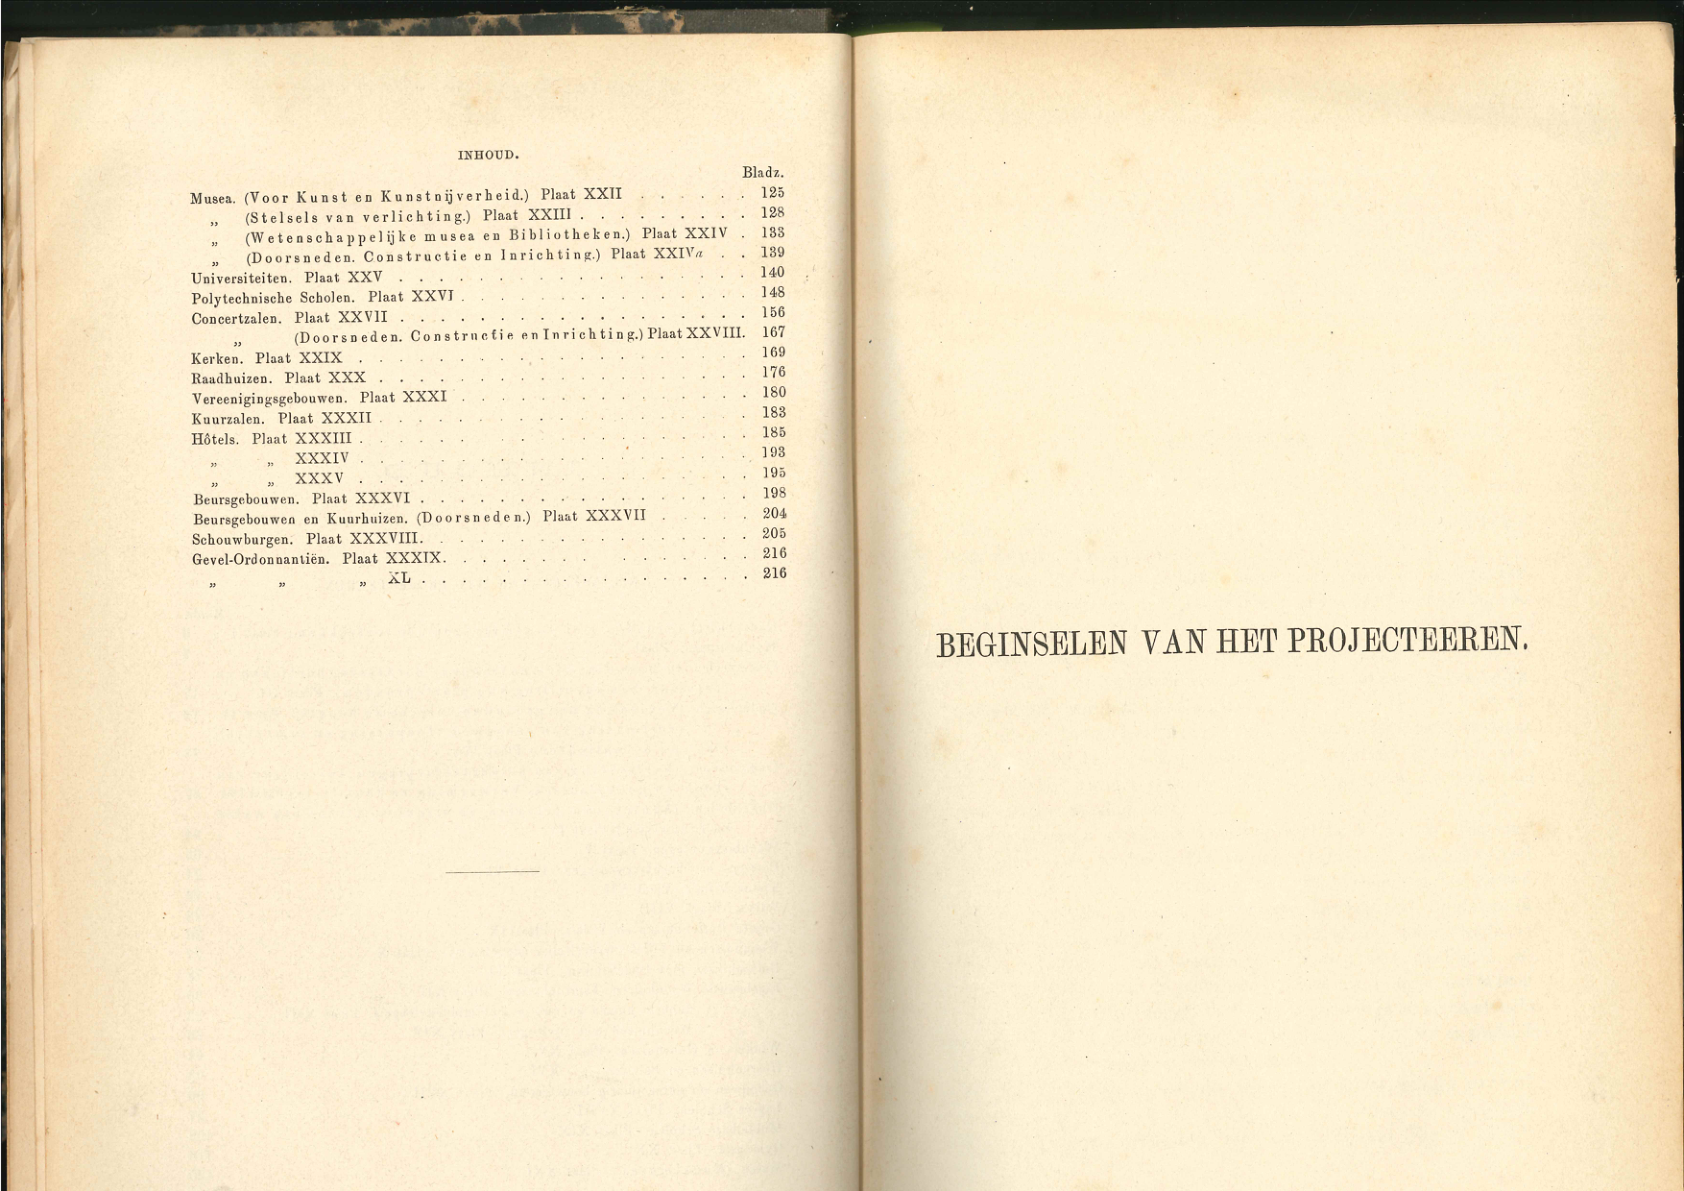 INHOUD.
Bladz.
Musea. (Voor Kunst en Kunstnijverheid.) Plaat XXII . . . . . . 125
„ (Stelsels van verlichting.) Plaat XXIII . . . . . . . . . 128
„ (Wetenschappelijke musea en Bibliotheken.) Plaat XXIV . 133
„ (Doorsneden. Constructie en Inrichting.) Plaat XXIVa . . 139
Universiteiten. Plaat XXV . . . . . . . . . . . . . . . . . . 140
Polytechnische Scholen. Plaat XXVI . . . . . . . . . . . . . . . 148
Concertzalen. Plaat XXVII . . . . . . . . . . . . . . . . . . 156
„ (Doorsneden. Constructie en Inrichting.) Plaat XXVIII. 167
Kerken. Plaat XXIX . . . . . . . . . . . . . . . . . . . . 169
Raadhuizen. Plaat XXX . . . . . . . . . . . . . . . . . . . 176
Vereenigingsgebouwen. Plaat XXXI . . . . . . . . . . . . . . . 180
Kuurzalen. Plaat XXXII . . . . . . . . . . . . . . . . . . . 183
Hôtels. Plaat XXXIII . . . . . . . . . . . . . . . . . . . . 185
„ „ XXXIV . . . . . . . . . . . . . . . . . . . . 193
„ „ XXXV . . . . . . . . . . . . . . . . . . . . 195
Beursgebouwen. Plaat XXXVI . . . . . . . . . . . . . . . . . 198
Beursgebouwen en Kuurhuizen. (Doorsneden.) Plaat XXXVII . . . . . 204
Schouwburgen. Plaat XXXVIII. . . . . . . . . . . . . . . . . 205
Gevel-Ordonnantiën. Plaat XXXIX. . . . . . . . . . . . . . . . 216
„ „ „ XL . . . . . . . . . . . . . . . . . 216
BEGINSELEN VAN HET PROJECTEEREN.